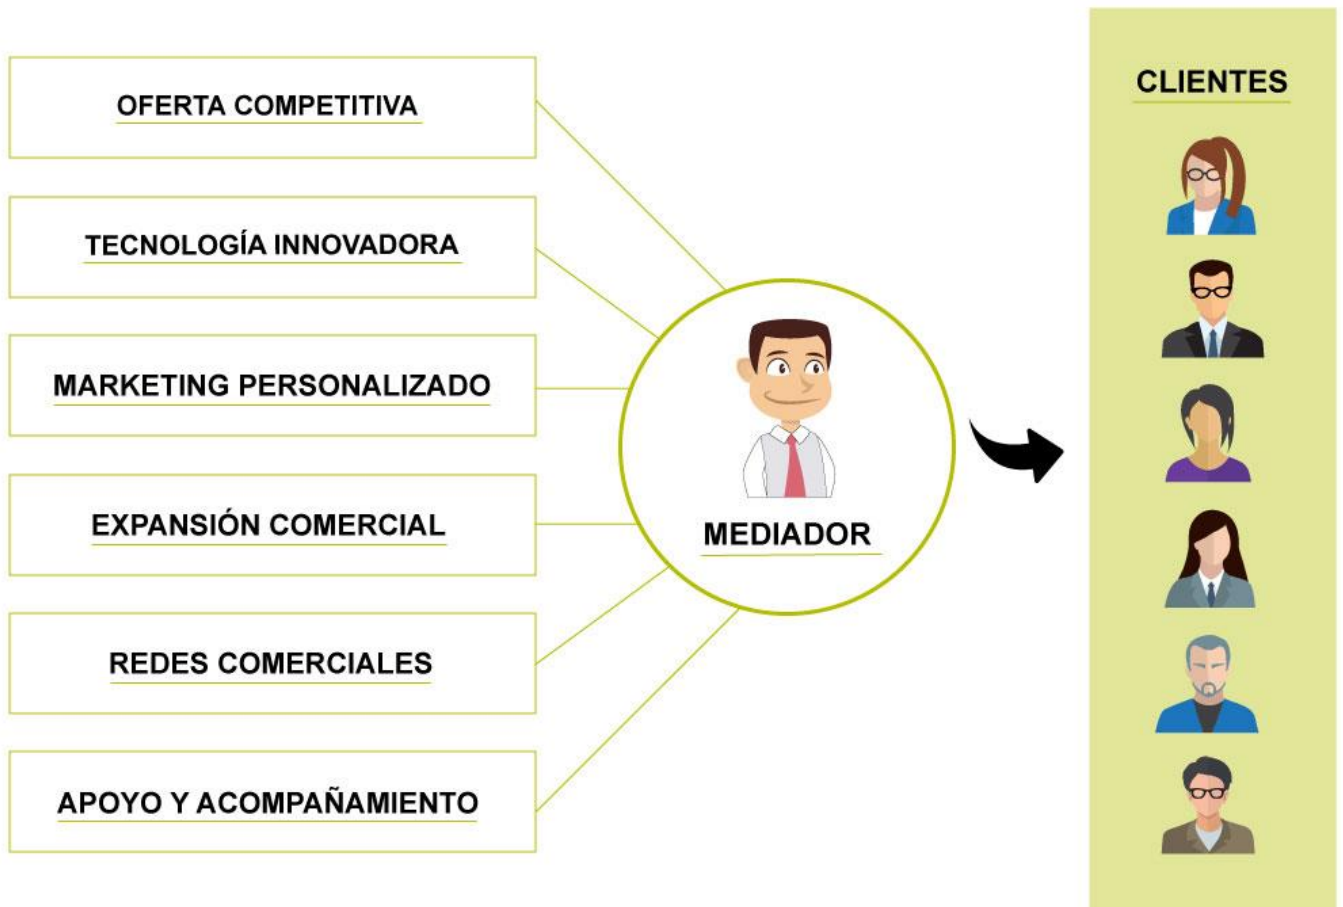 OFERTA COMPETITIVA
TECNOLOGÍA INNOVADORA
MARKETING PERSONALIZADO
EXPANSIÓN COMERCIAL
REDES COMERCIALES
APOYO Y ACOMPAÑAMIENTO
MEDIADOR
CLIENTES